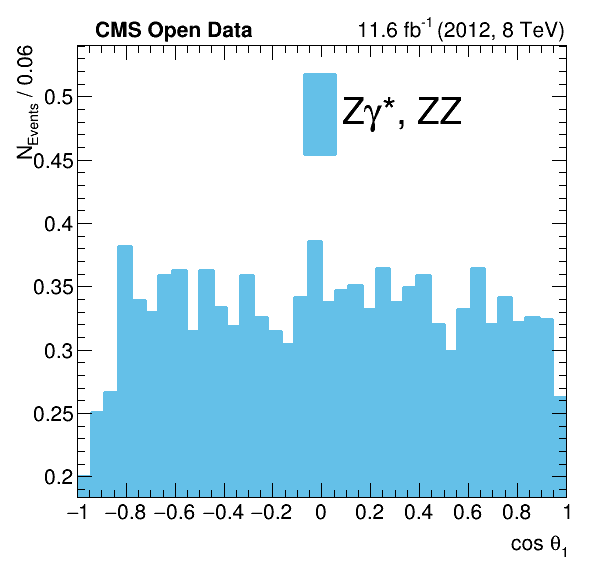 CMS Open Data 11.6 fb⁻¹ (2012, 8 TeV)
N_Events / 0.06
Zγ*, ZZ
0.5
0.45
0.4
0.35
0.3
0.25
0.2
−1 −0.8 −0.6 −0.4 −0.2 0 0.2 0.4 0.6 0.8 1
cos θ₁